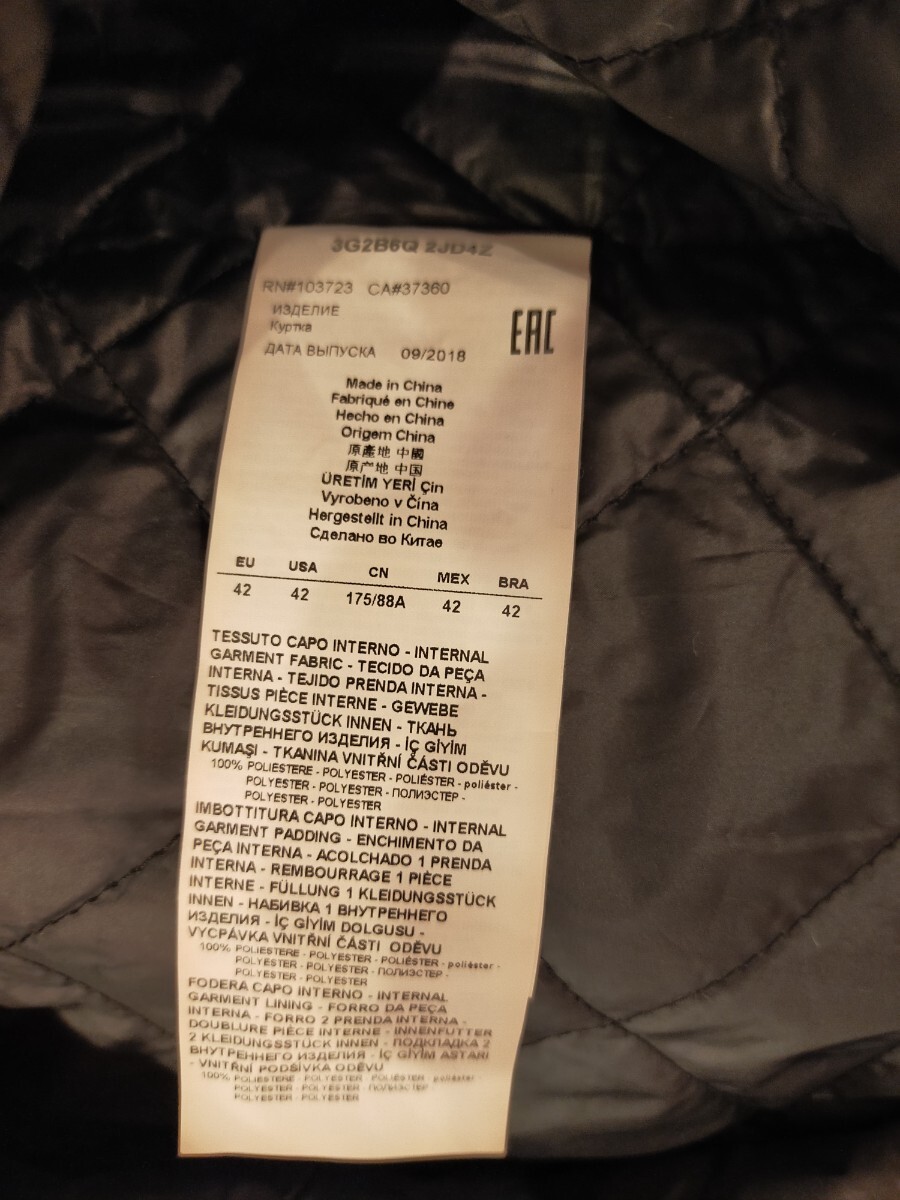 3G2B6Q 2JD4Z
RN#103723 CA#37360
ИЗДЕЛИЕ
Куртка
EAC
ДАТА ВЫПУСКА 09/2018
Made in China
Fabriqué en Chine
Hecho en China
Origem China
原產地 中國
原产地 中国
ÜRETİM YERİ Çin
Vyrobeno v Čína
Hergestellt in China
Сделано во Китае
EU USA CN MEX BRA
42 42 175/88A 42 42
TESSUTO CAPO INTERNO - INTERNAL
GARMENT FABRIC - TECIDO DA PEÇA
INTERNA - TEJIDO PRENDA INTERNA -
TISSUS PIÈCE INTERNE - GEWEBE
KLEIDUNGSSTÜCK INNEN - ТКАНЬ
ВНУТРЕННЕГО ИЗДЕЛИЯ - İÇ GİYİM
KUMAŞI - TKANINA VNITŘNÍ ČÁSTI ODĚVU
100% POLIESTERE - POLYESTER - POLIÉSTER - poliéster -
POLYESTER - POLYESTER - ПОЛИЭСТЕР -
POLYESTER - POLYESTER
IMBOTTITURA CAPO INTERNO - INTERNAL
GARMENT PADDING - ENCHIMENTO DA
PEÇA INTERNA - ACOLCHADO 1 PRENDA
INTERNA - REMBOURRAGE 1 PIÈCE
INTERNE - FÜLLUNG 1 KLEIDUNGSSTÜCK
INNEN - НАБИВКА 1 ВНУТРЕННЕГО
ИЗДЕЛИЯ - İÇ GİYİM DOLGUSU -
VYCPÁVKA VNITŘNÍ ČÁSTI ODĚVU
100% POLIESTERE - POLYESTER - POLIÉSTER - poliéster -
POLYESTER - POLYESTER - ПОЛИЭСТЕР -
POLYESTER - POLYESTER
FODERA CAPO INTERNO - INTERNAL
GARMENT LINING - FORRO DA PEÇA
INTERNA - FORRO 2 PRENDA INTERNA -
DOUBLURE PIÈCE INTERNE - INNENFUTTER
2 KLEIDUNGSSTÜCK INNEN - ПОДКЛАДКА 2
ВНУТРЕННЕГО ИЗДЕЛИЯ - İÇ GİYİM ASTARI
- VNITŘNÍ PODŠÍVKA ODĚVU
100% POLIESTERE - POLYESTER - POLIÉSTER - poliéster -
POLYESTER - POLYESTER - ПОЛИЭСТЕР -
POLYESTER - POLYESTER